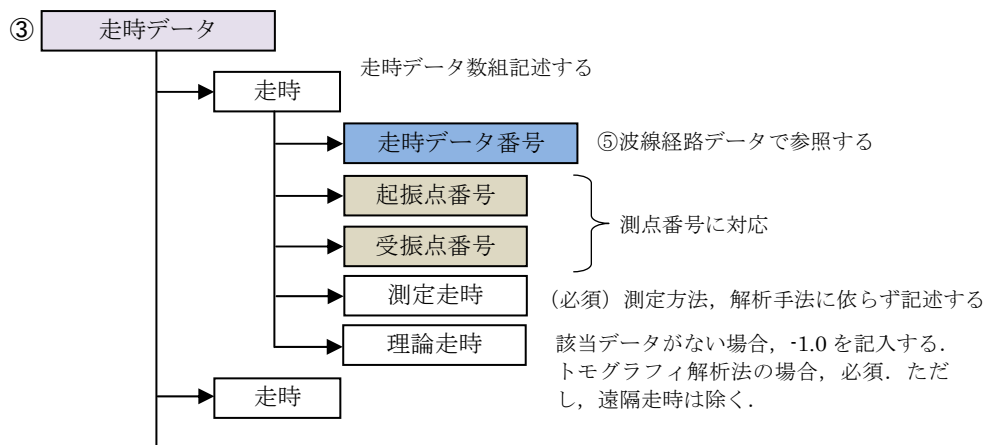 ③ 走時データ
走時データ数組記述する
走時
走時データ番号
⑤波線経路データで参照する
起振点番号
測点番号に対応
受振点番号
測定走時
(必須)測定方法,解析手法に依らず記述する
理論走時
該当データがない場合,-1.0 を記入する.
トモグラフィ解析法の場合,必須.ただ
し,遠隔走時は除く.
走時